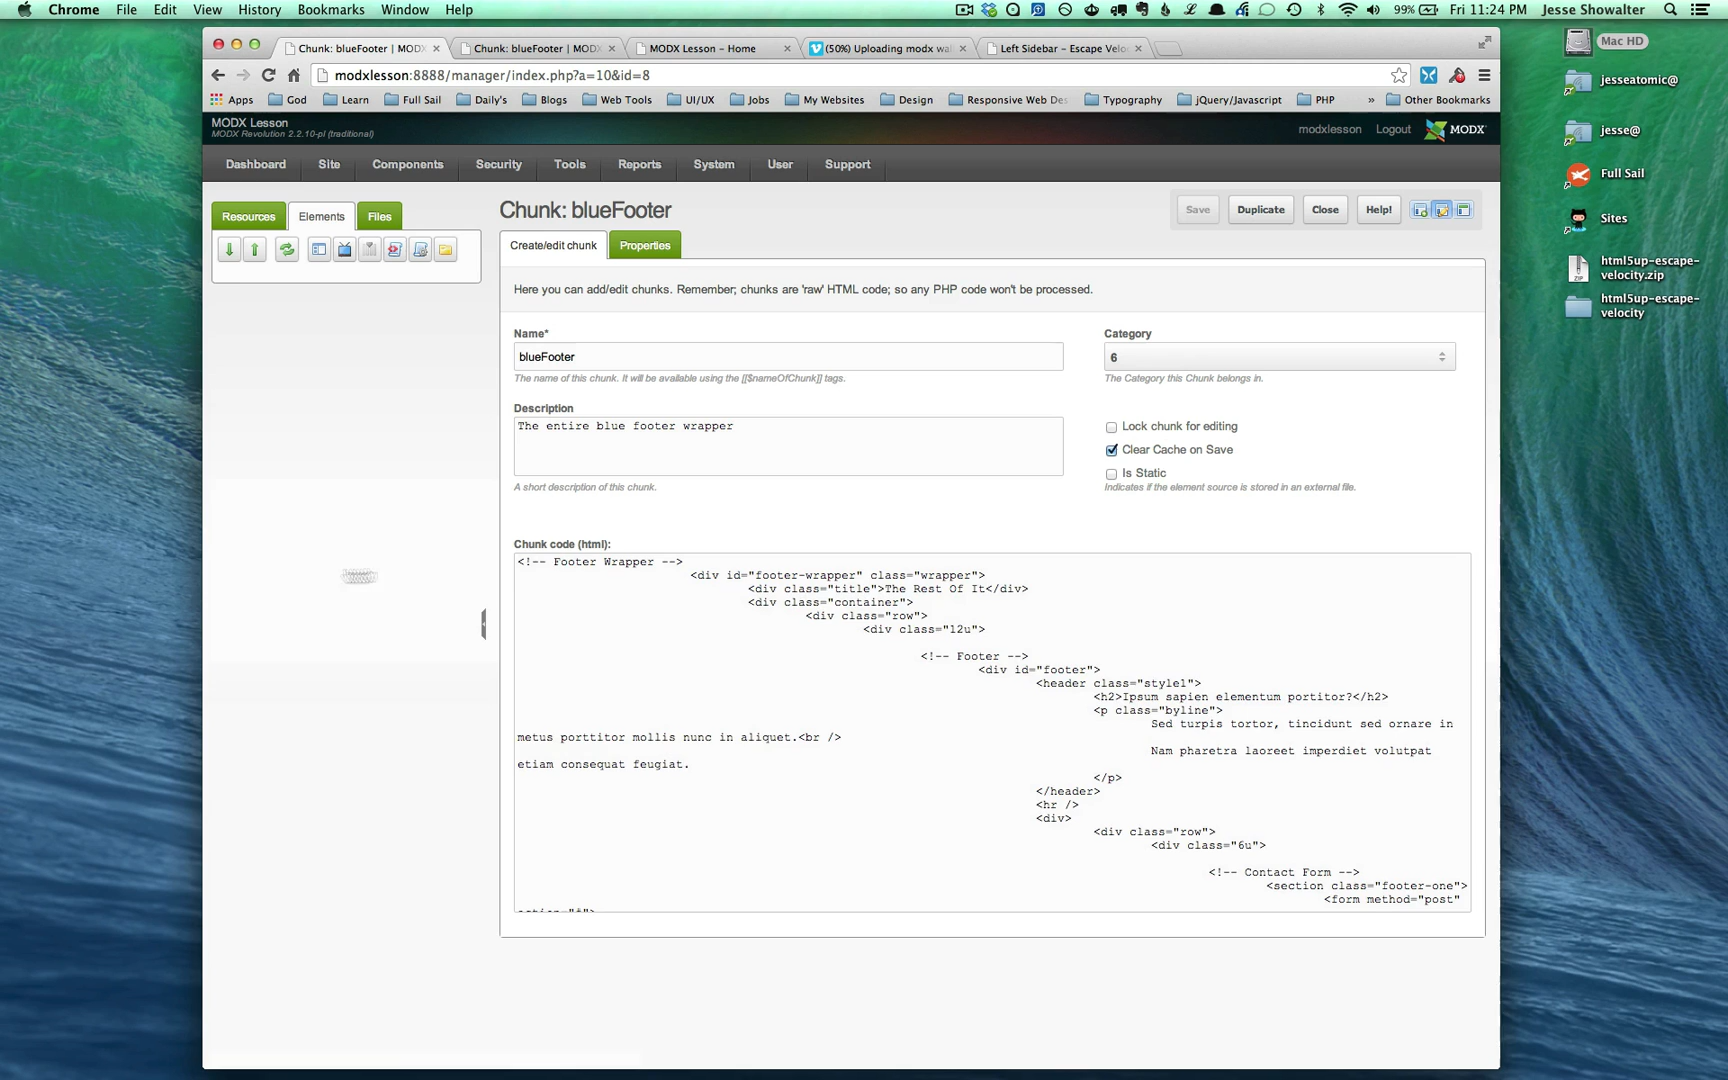 Chrome File Edit View History Bookmarks Window Help 99% Fri 11:24 PM Jesse Showalter
Chunk: blueFooter | MODX
Chunk: blueFooter | MODX
MODX Lesson - Home
(50%) Uploading modx wal
Left Sidebar - Escape Velo
modxlesson:8888/manager/index.php?a=10&id=8
Apps God Learn Full Sail Daily's Blogs Web Tools UI/UX Jobs My Websites Design Responsive Web Des Typography jQuery/Javascript PHP » Other Bookmarks
MODX Lesson
MODX Revolution 2.2.10-pl (traditional)
modxlesson Logout MODX
Dashboard Site Components Security Tools Reports System User Support
Resources Elements Files
Chunk: blueFooter
Save Duplicate Close Help!
Create/edit chunk Properties
Here you can add/edit chunks. Remember; chunks are 'raw' HTML code; so any PHP code won't be processed.
Name*
blueFooter
The name of this chunk. It will be available using the [[$nameOfChunk]] tags.
Category
6
The Category this Chunk belongs in.
Description
The entire blue footer wrapper
A short description of this chunk.
Lock chunk for editing
Clear Cache on Save
Is Static
Indicates if the element source is stored in an external file.
Chunk code (html):
<!-- Footer Wrapper -->
<div id="footer-wrapper" class="wrapper">
<div class="title">The Rest Of It</div>
<div class="container">
<div class="row">
<div class="12u">
<!-- Footer -->
<div id="footer">
<header class="style1">
<h2>Ipsum sapien elementum portitor?</h2>
<p class="byline">
Sed turpis tortor, tincidunt sed ornare in
metus porttitor mollis nunc in aliquet.<br />
Nam pharetra laoreet imperdiet volutpat
etiam consequat feugiat.
</p>
</header>
<hr />
<div>
<div class="row">
<div class="6u">
<!-- Contact Form -->
<section class="footer-one">
<form method="post"
action="#">
Mac HD
jesseatomic@
jesse@
Full Sail
Sites
ZIP
html5up-escape-
velocity.zip
html5up-escape-
velocity